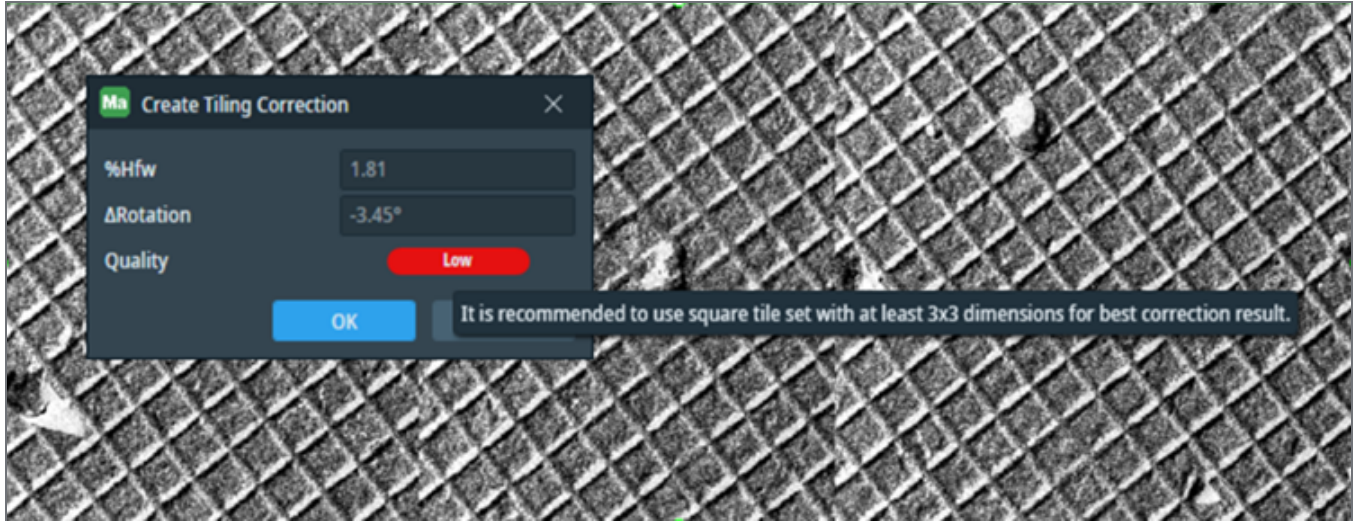 Ma Create Tiling Correction
%Hfw 1.81
ΔRotation -3.45°
Quality Low
OK
It is recommended to use square tile set with at least 3x3 dimensions for best correction result.